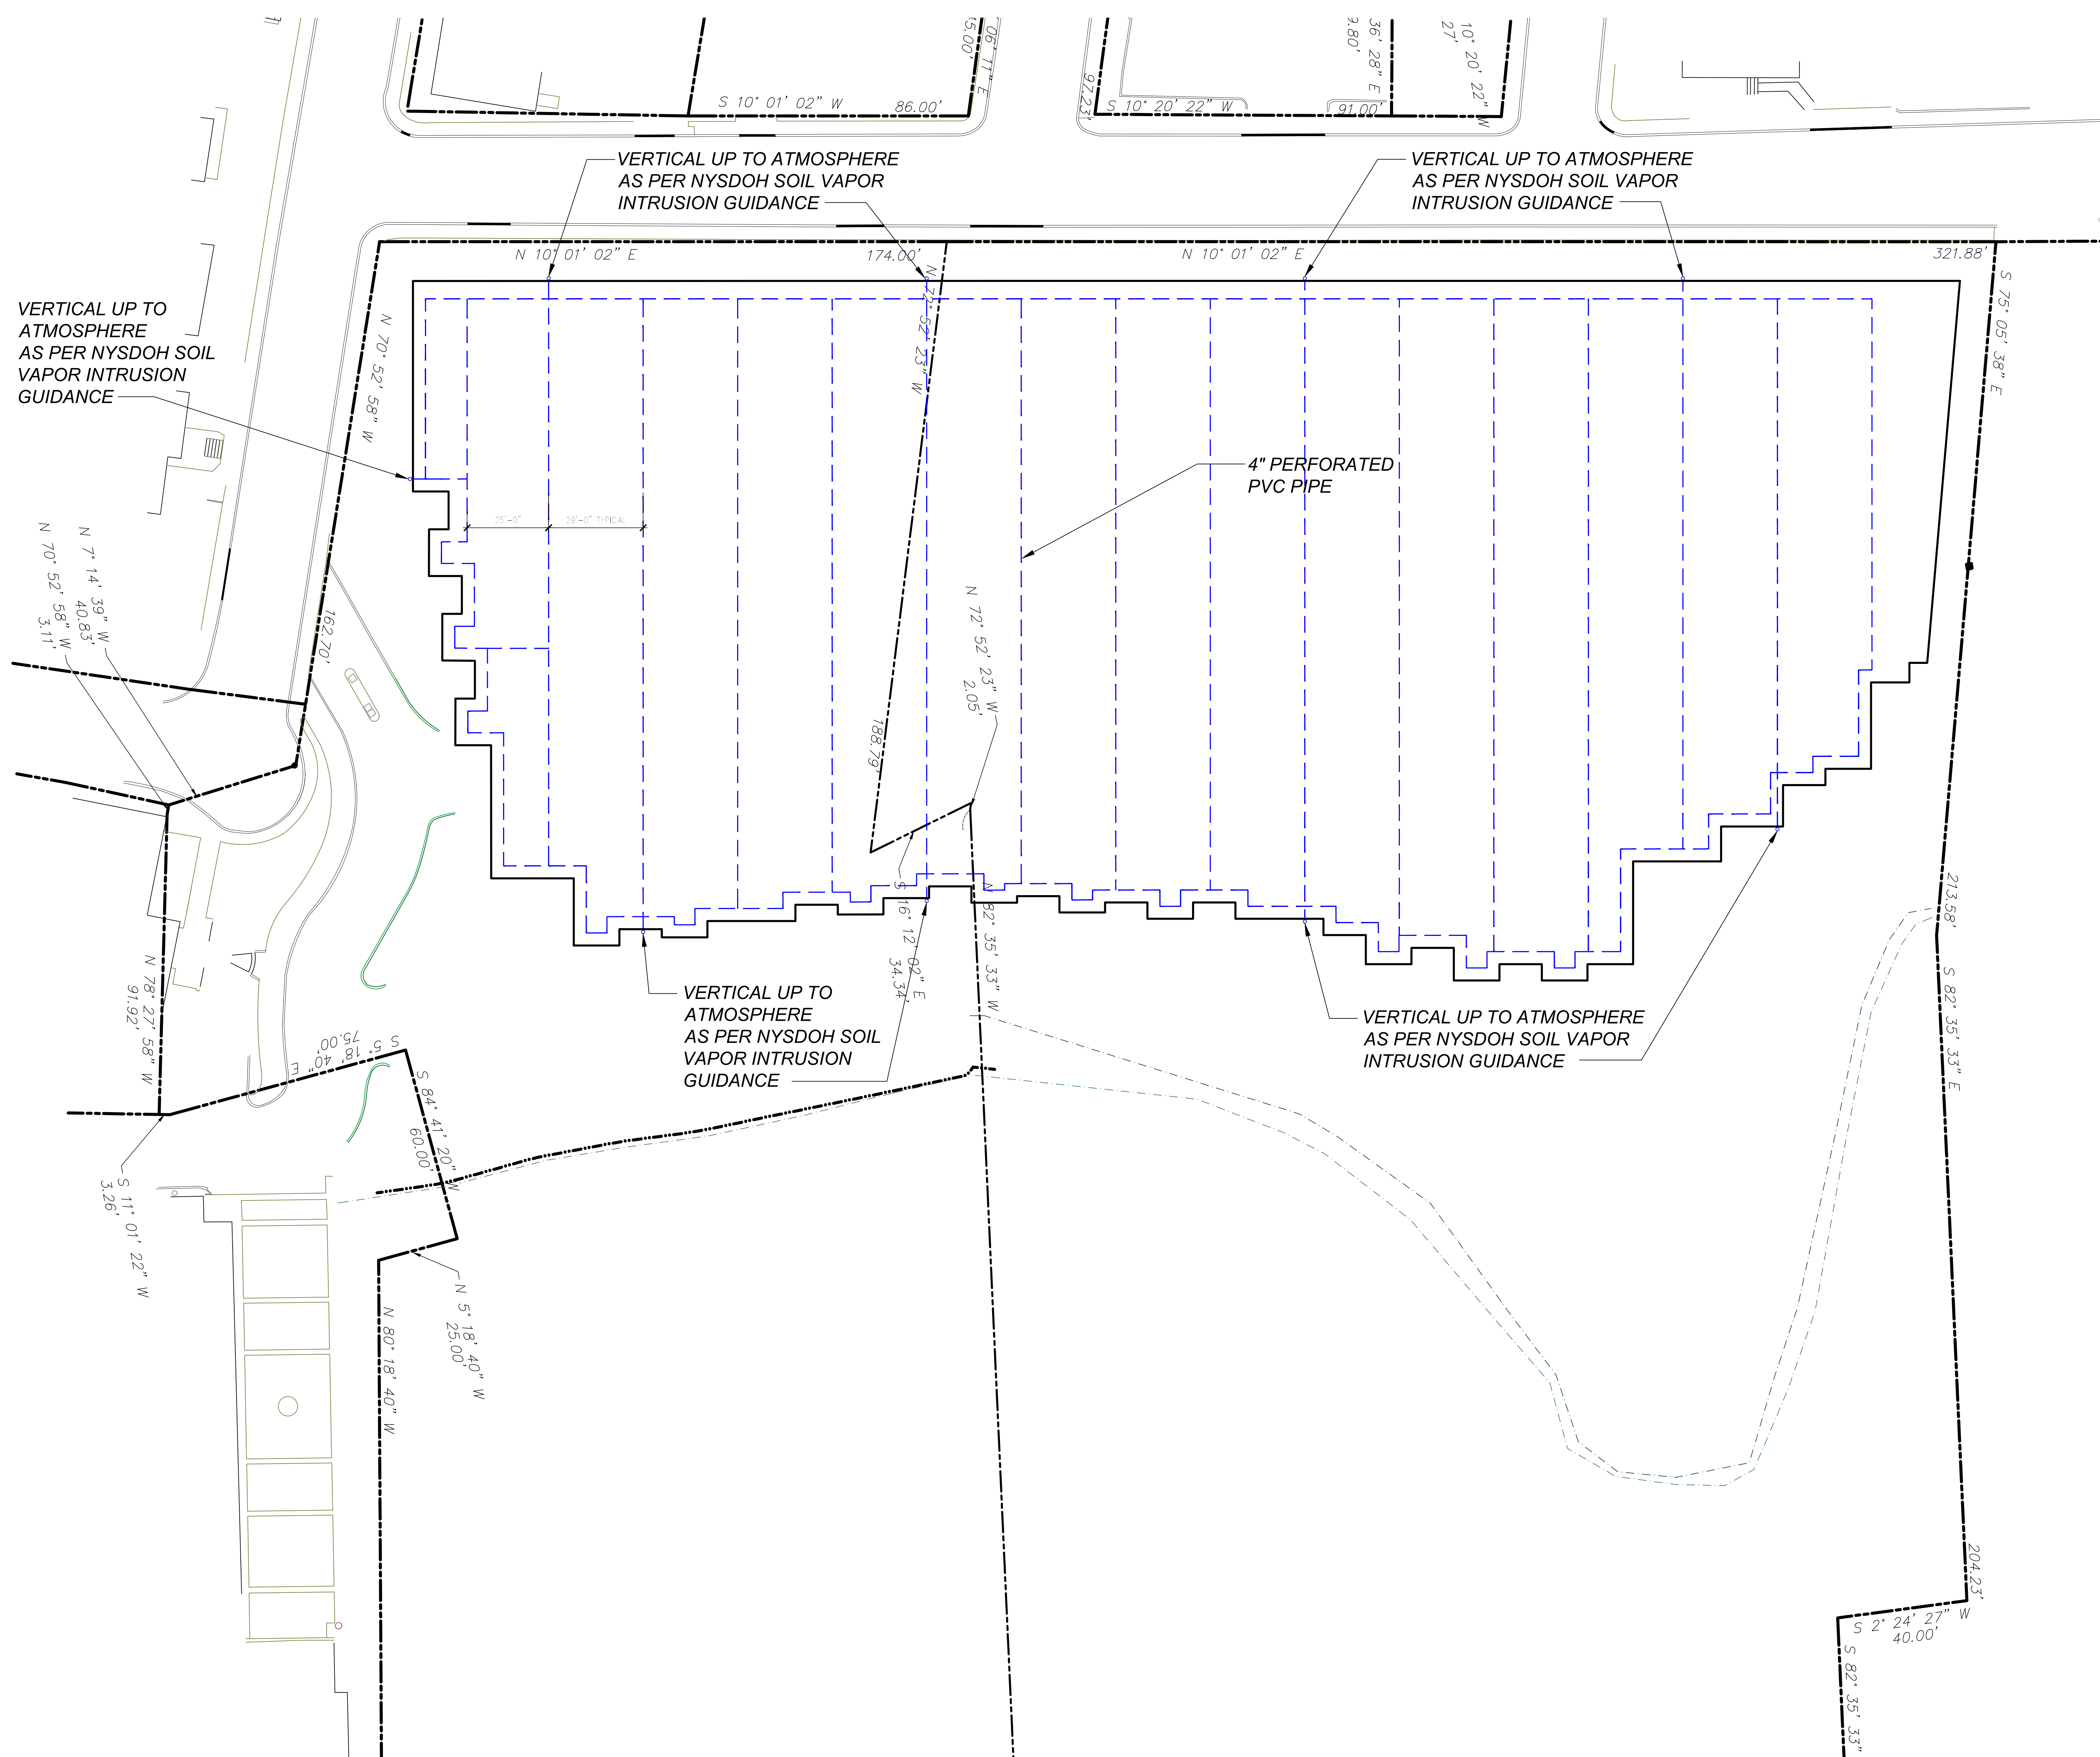 06' 11" E
15.00'
36' 28" E
9.80'
10° 20' 22" W
27'
97.23'
S 10° 01' 02" W
86.00'
S 10° 20' 22" W
91.00'
VERTICAL UP TO ATMOSPHERE
AS PER NYSDOH SOIL VAPOR
INTRUSION GUIDANCE
VERTICAL UP TO ATMOSPHERE
AS PER NYSDOH SOIL VAPOR
INTRUSION GUIDANCE
N 10° 01' 02" E
174.00'
N 10° 01' 02" E
321.88'
N 72° 52' 23" W
S 75° 05' 38" E
VERTICAL UP TO
ATMOSPHERE
AS PER NYSDOH SOIL
VAPOR INTRUSION
GUIDANCE
N 70° 52' 58" W
4" PERFORATED
PVC PIPE
25'-0"
29'-0" TYPICAL
N 7° 14' 39" W
40.83'
N 70° 52' 58" W
3.11'
162.70'
N 72° 52' 23" W
2.05'
188.79'
S 16° 12' 02" E
34.34'
N 82° 35' 33" W
213.58'
N 78° 27' 58" W
91.92'
VERTICAL UP TO
ATMOSPHERE
AS PER NYSDOH SOIL
VAPOR INTRUSION
GUIDANCE
VERTICAL UP TO ATMOSPHERE
AS PER NYSDOH SOIL VAPOR
INTRUSION GUIDANCE
S 82° 35' 33" E
S 5° 18' 40" E
75.00'
S 84° 41' 20" W
60.00'
S 11° 01' 22" W
3.26'
N 5° 18' 40" W
25.00'
N 80° 18' 40" W
204.23'
S 2° 24' 27" W
40.00'
S 82° 35' 33"